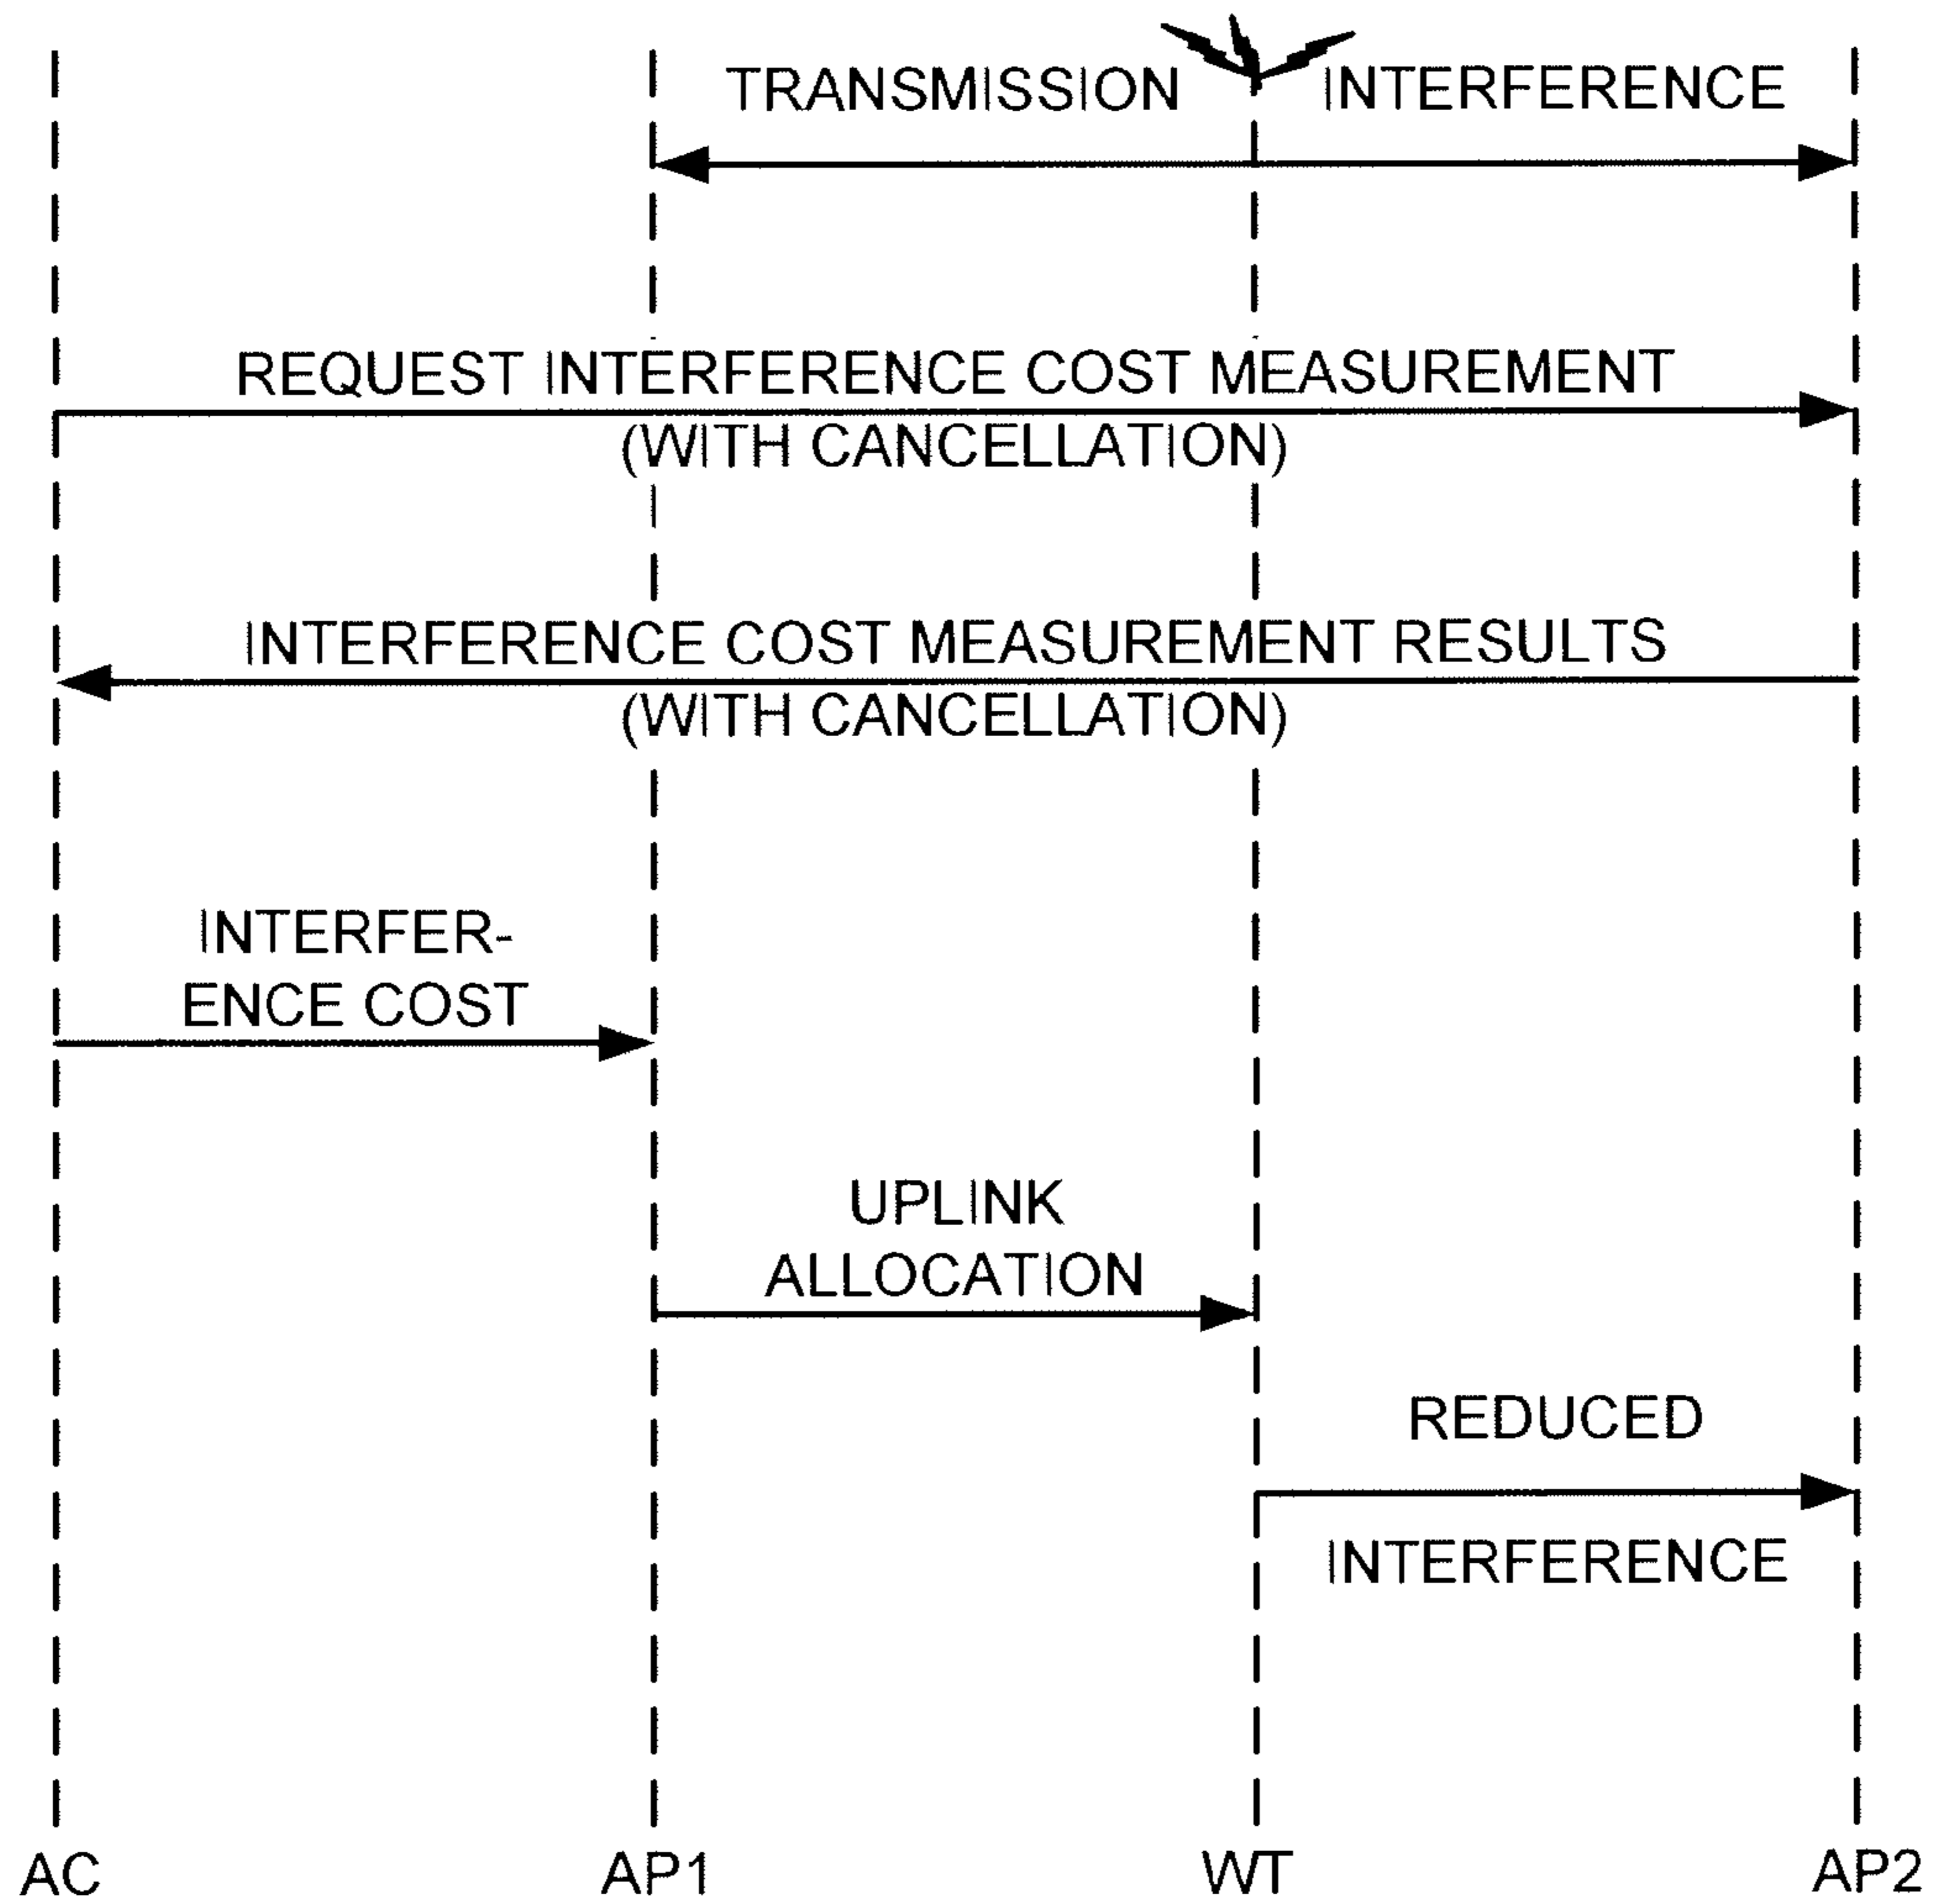 TRANSMISSION INTERFERENCE
REQUEST INTERFERENCE COST MEASUREMENT
(WITH CANCELLATION)
INTERFERENCE COST MEASUREMENT RESULTS
(WITH CANCELLATION)
INTERFER-
ENCE COST
UPLINK
ALLOCATION
REDUCED
INTERFERENCE
AC AP1 WT AP2